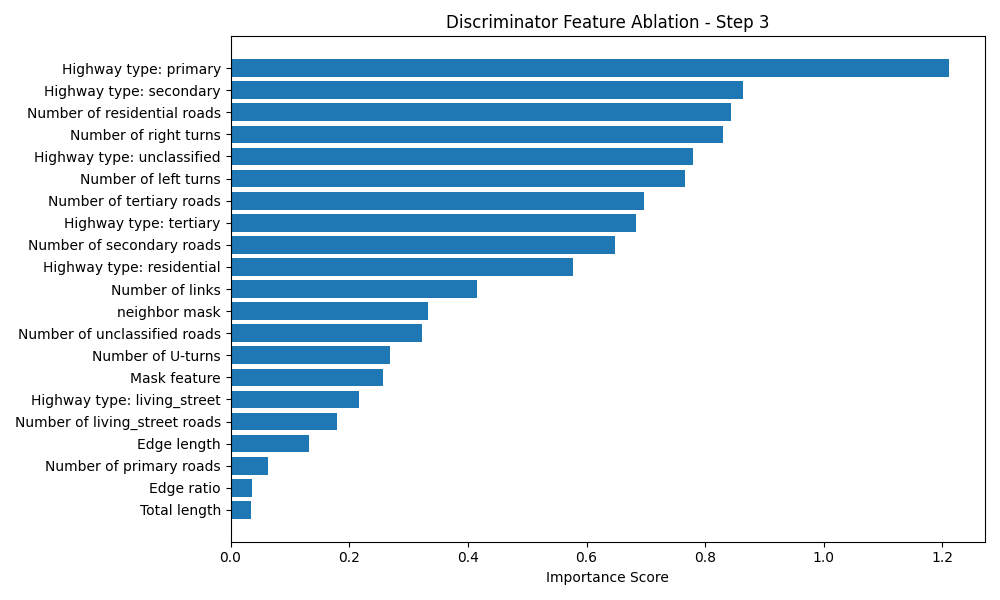 Discriminator Feature Ablation - Step 3
Highway type: primary
Highway type: secondary
Number of residential roads
Number of right turns
Highway type: unclassified
Number of left turns
Number of tertiary roads
Highway type: tertiary
Number of secondary roads
Highway type: residential
Number of links
neighbor mask
Number of unclassified roads
Number of U-turns
Mask feature
Highway type: living_street
Number of living_street roads
Edge length
Number of primary roads
Edge ratio
Total length
0.0 0.2 0.4 0.6 0.8 1.0 1.2
Importance Score